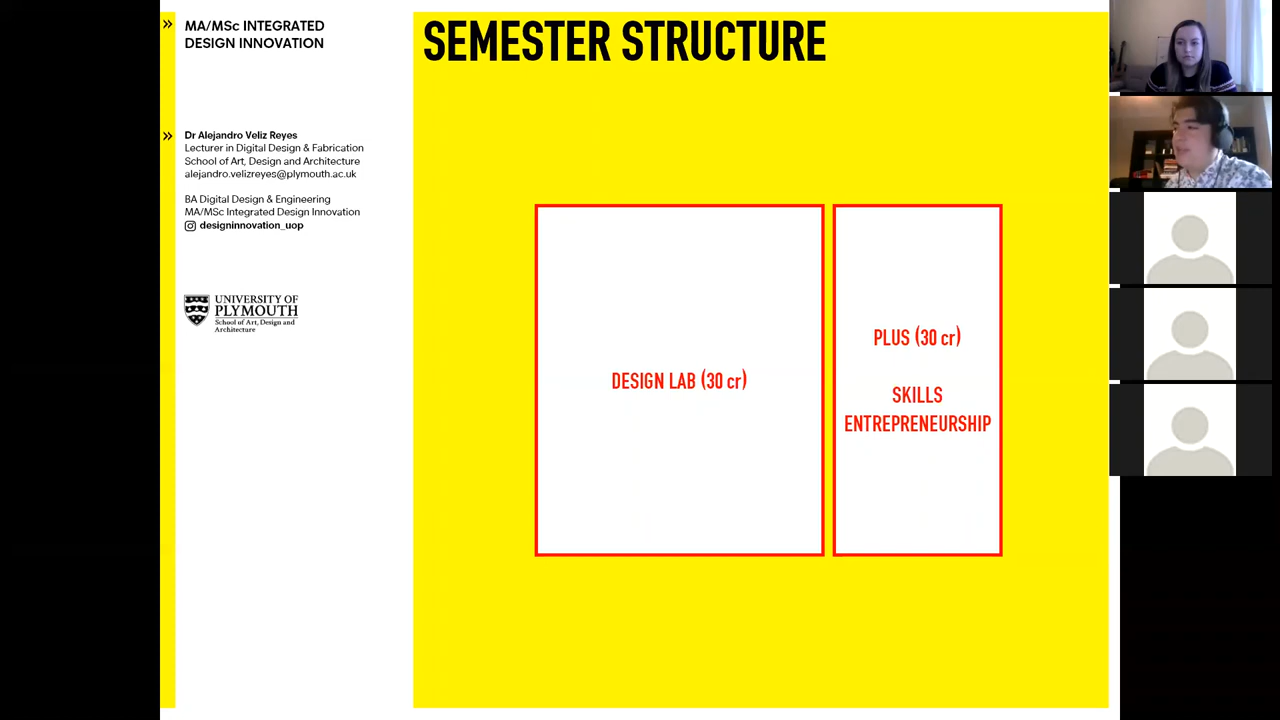 MA/MSc INTEGRATED
DESIGN INNOVATION
Dr Alejandro Veliz Reyes
Lecturer in Digital Design & Fabrication
School of Art, Design and Architecture
alejandro.velizreyes@plymouth.ac.uk
BA Digital Design & Engineering
MA/MSc Integrated Design Innovation
designinnovation_uop
UNIVERSITY OF
PLYMOUTH
School of Art, Design and
Architecture
SEMESTER STRUCTURE
DESIGN LAB (30 cr)
PLUS (30 cr)
SKILLS
ENTREPRENEURSHIP